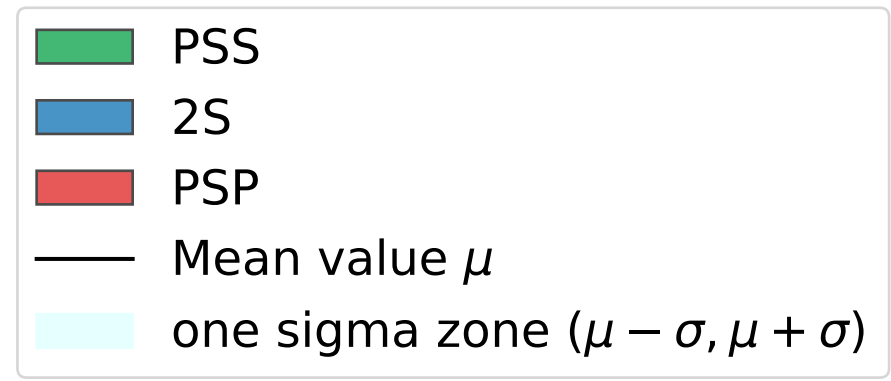 PSS
2S
PSP
Mean value μ
one sigma zone (μ − σ, μ + σ)